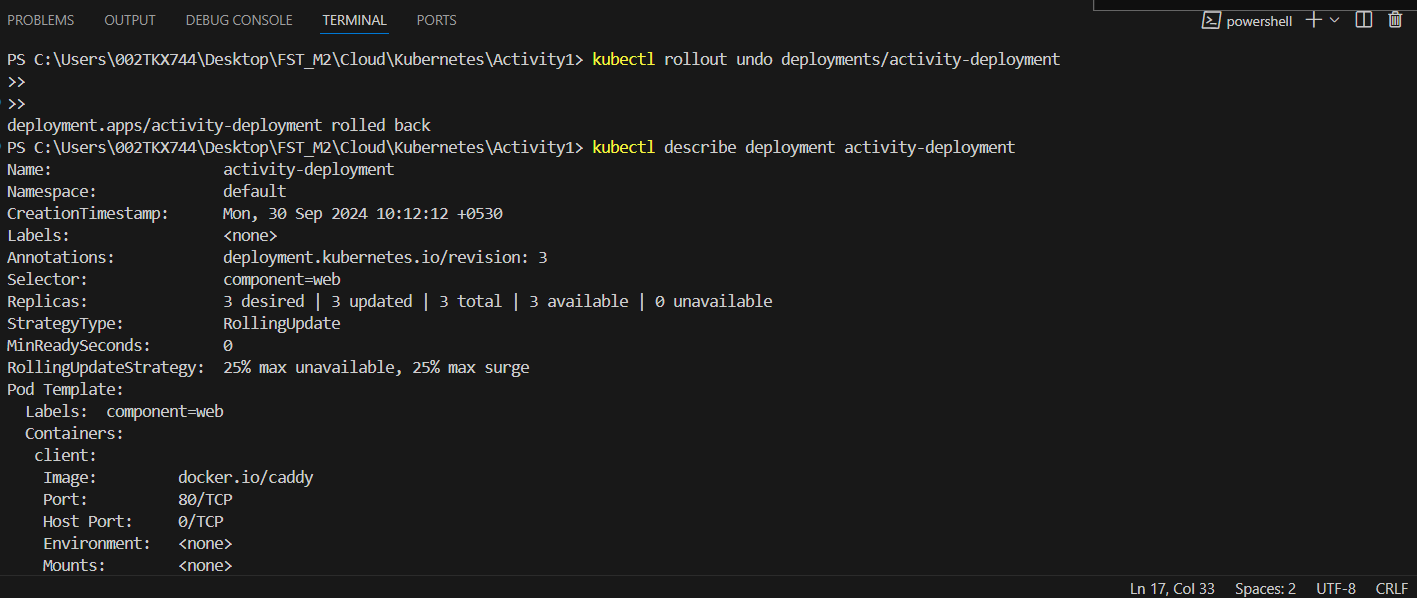 PROBLEMS OUTPUT DEBUG CONSOLE TERMINAL PORTS powershell
PS C:\Users\002TKX744\Desktop\FST_M2\Cloud\Kubernetes\Activity1> kubectl rollout undo deployments/activity-deployment
>>
>>
deployment.apps/activity-deployment rolled back
PS C:\Users\002TKX744\Desktop\FST_M2\Cloud\Kubernetes\Activity1> kubectl describe deployment activity-deployment
Name:                   activity-deployment
Namespace:              default
CreationTimestamp:      Mon, 30 Sep 2024 10:12:12 +0530
Labels:                 <none>
Annotations:            deployment.kubernetes.io/revision: 3
Selector:               component=web
Replicas:               3 desired | 3 updated | 3 total | 3 available | 0 unavailable
StrategyType:           RollingUpdate
MinReadySeconds:        0
RollingUpdateStrategy:  25% max unavailable, 25% max surge
Pod Template:
  Labels:  component=web
  Containers:
   client:
    Image:         docker.io/caddy
    Port:          80/TCP
    Host Port:     0/TCP
    Environment:   <none>
    Mounts:        <none>
Ln 17, Col 33 Spaces: 2 UTF-8 CRLF